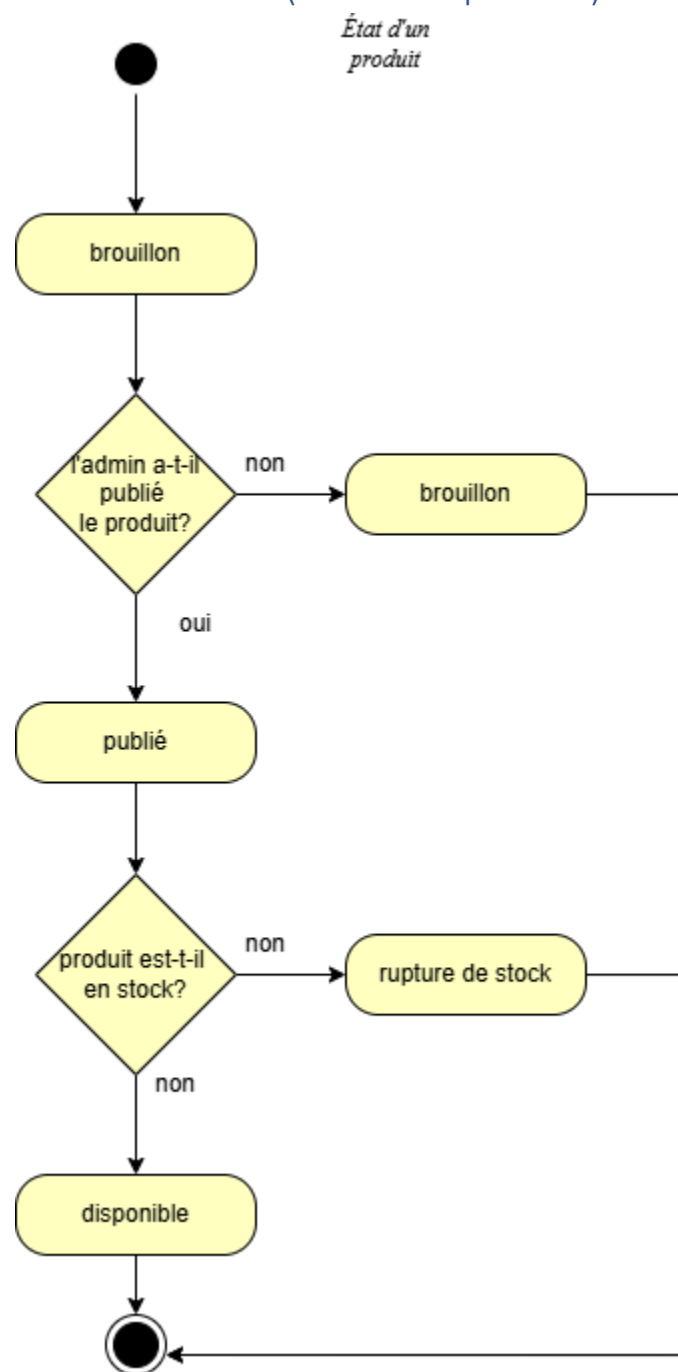 État d'un
produit
brouillon
l'admin a-t-il
publié
le produit?
non
brouillon
oui
publié
produit est-t-il
en stock?
non
rupture de stock
non
disponible